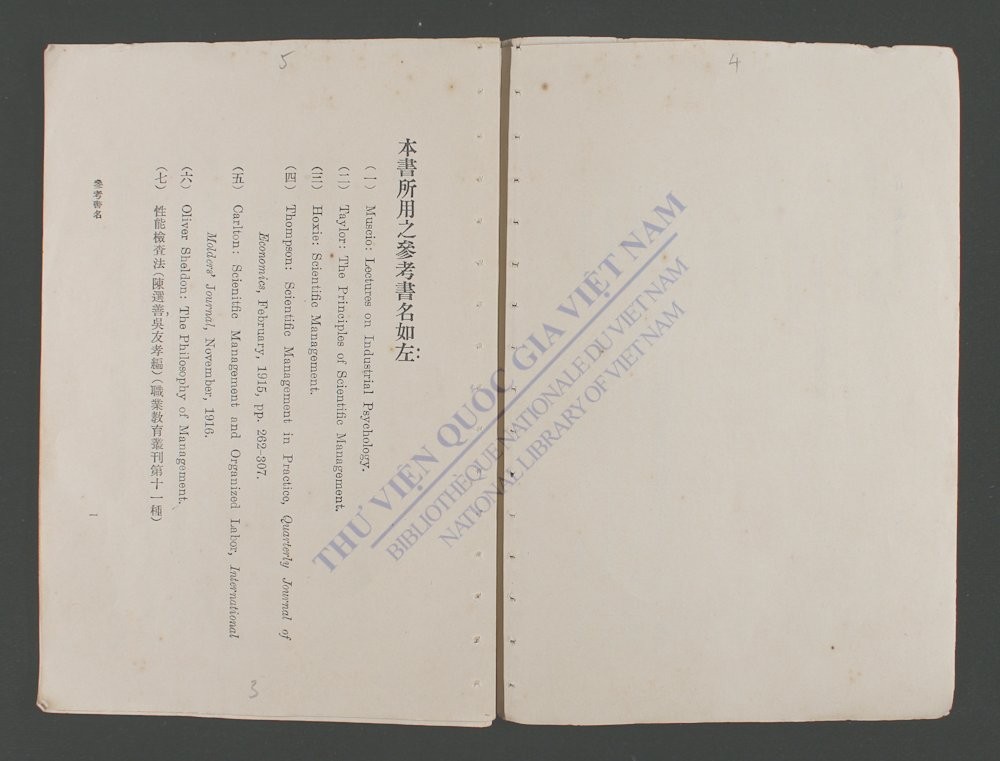 本書所用之參考書名如左：
（一） Muscio: Lectures on Industrial Psychology.
（二） Taylor: The Principles of Scientific Management.
（三） Hoxie: Scientific Management.
（四） Thompson: Scientific Management in Practice, Quarterly Journal of
Economics, February, 1915, pp. 262–307.
（五） Carlton: Scienitfic Management and Organized Labor, International
Molders' Journal, November, 1916.
（六） Oliver Sheldon: The Philosophy of Management.
（七） 性能檢查法（陳選善，吳友孝編）（職業教育叢刊第十一種）
參考書名
一
5
3
4
THƯ VIỆN QUỐC GIA VIỆT NAM
BIBLIOTHÈQUE NATIONALE DU VIETNAM
NATIONAL LIBRARY OF VIETNAM